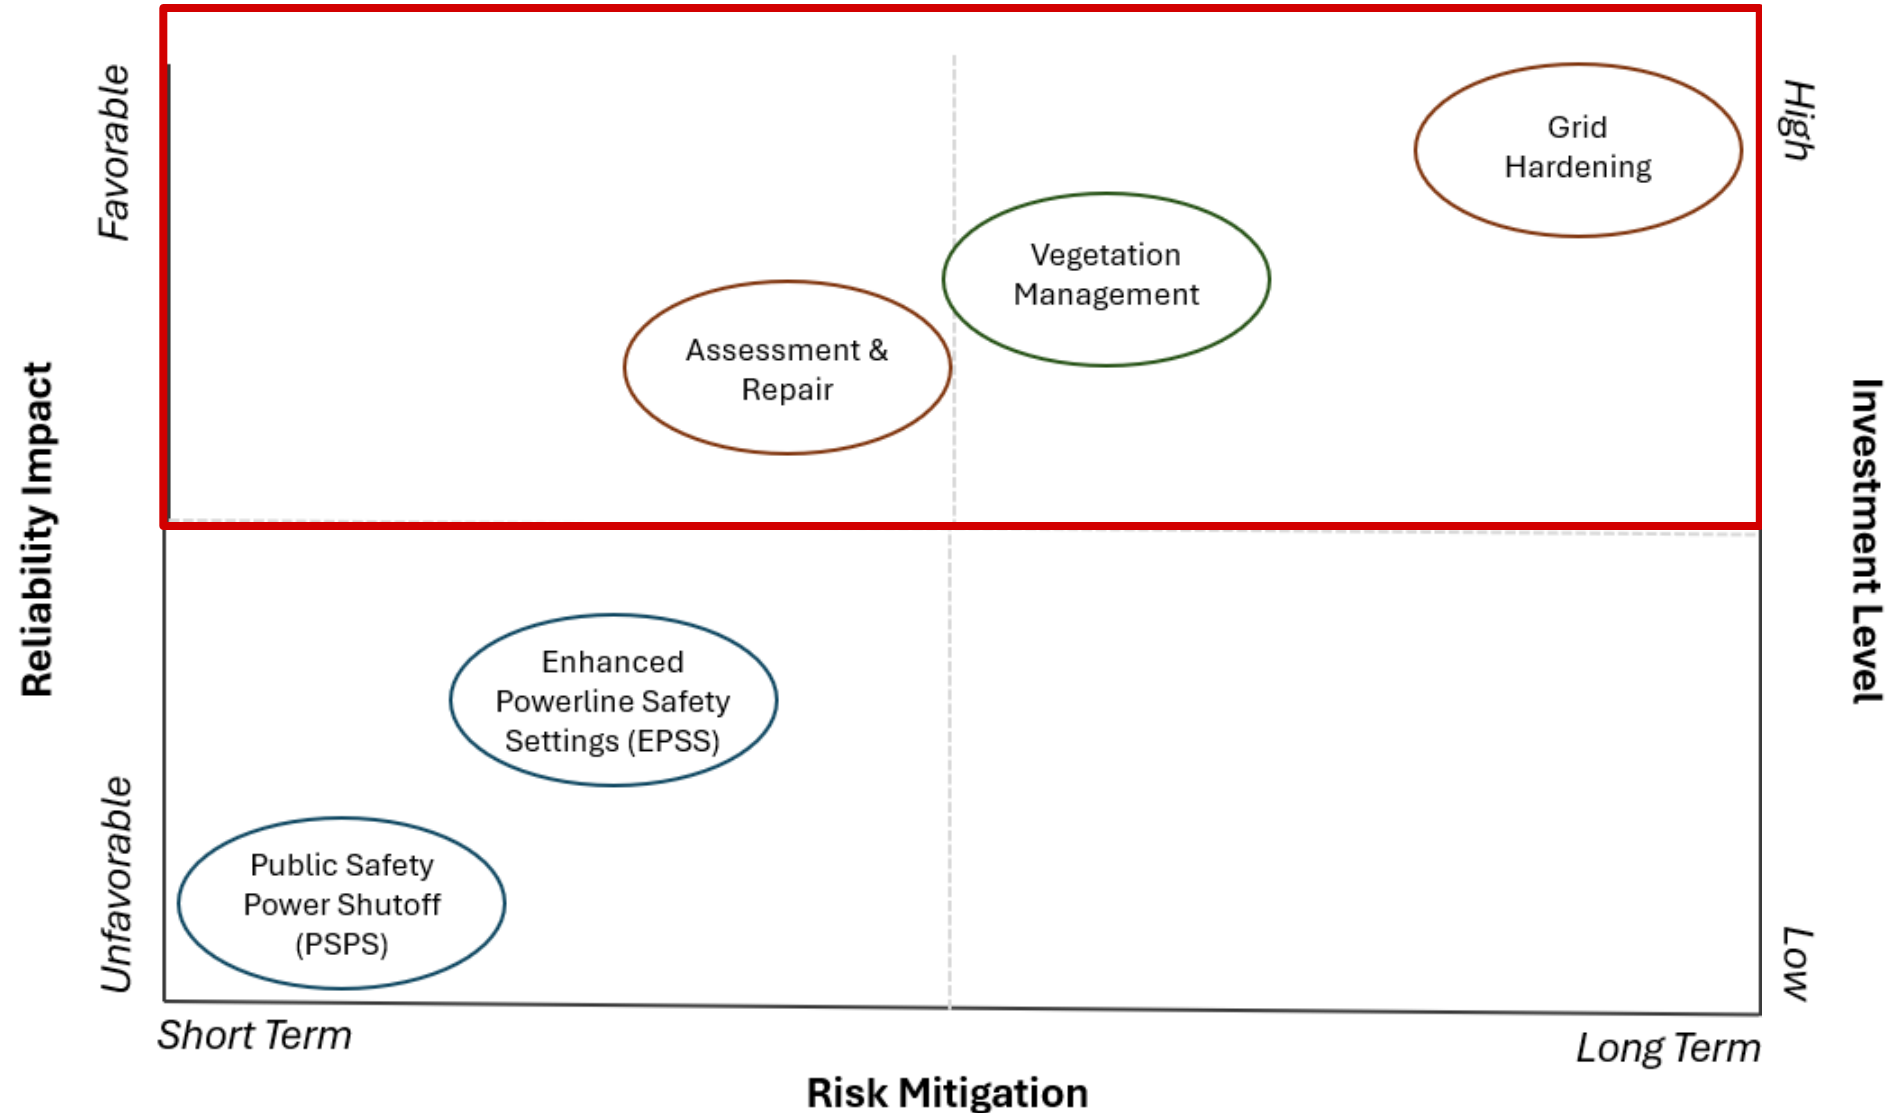 Favorable
High
Grid
Hardening
Vegetation
Management
Assessment &
Repair
Reliability Impact
Investment Level
Enhanced
Powerline Safety
Settings (EPSS)
Public Safety
Power Shutoff
(PSPS)
Unfavorable
Low
Short Term
Long Term
Risk Mitigation